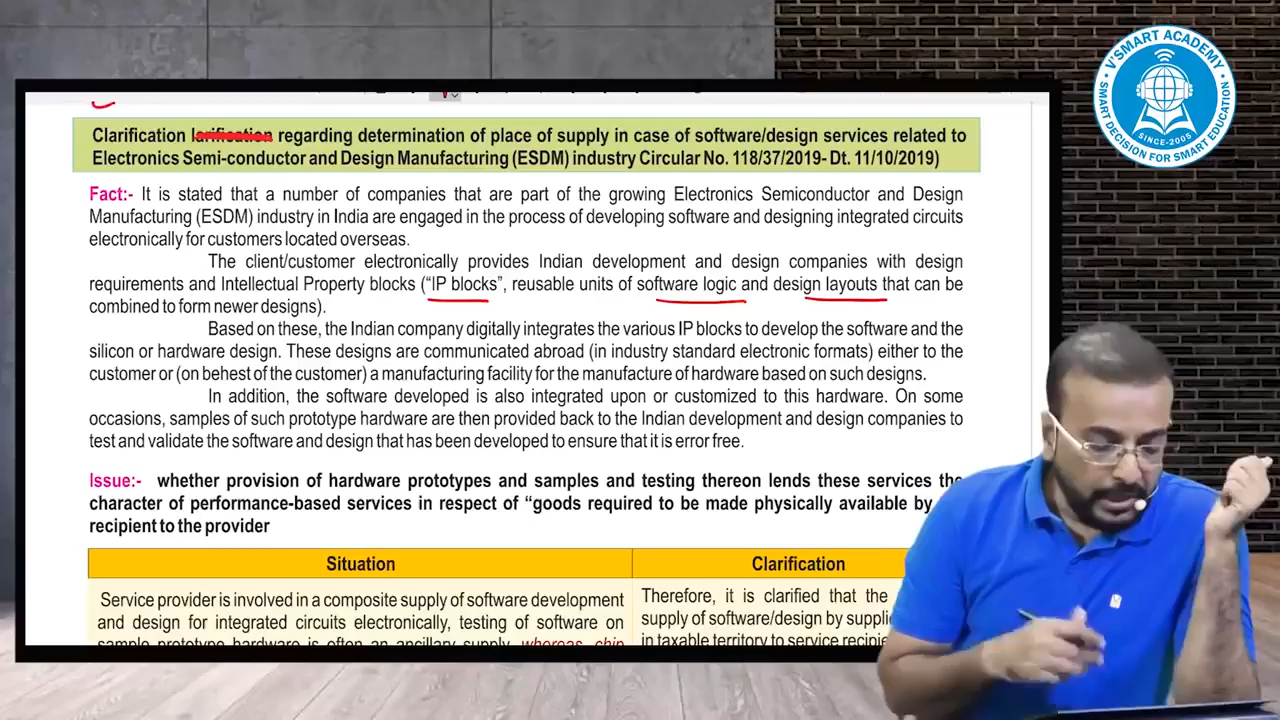 V'SMART ACADEMY
SMART DECISION FOR SMART EDUCATION
SINCE-2005
Clarification larification regarding determination of place of supply in case of software/design services related to
Electronics Semi-conductor and Design Manufacturing (ESDM) industry Circular No. 118/37/2019- Dt. 11/10/2019)
Fact:- It is stated that a number of companies that are part of the growing Electronics Semiconductor and Design
Manufacturing (ESDM) industry in India are engaged in the process of developing software and designing integrated circuits
electronically for customers located overseas.
The client/customer electronically provides Indian development and design companies with design
requirements and Intellectual Property blocks (“IP blocks”, reusable units of software logic and design layouts that can be
combined to form newer designs).
Based on these, the Indian company digitally integrates the various IP blocks to develop the software and the
silicon or hardware design. These designs are communicated abroad (in industry standard electronic formats) either to the
customer or (on behest of the customer) a manufacturing facility for the manufacture of hardware based on such designs.
In addition, the software developed is also integrated upon or customized to this hardware. On some
occasions, samples of such prototype hardware are then provided back to the Indian development and design companies to
test and validate the software and design that has been developed to ensure that it is error free.
Issue:- whether provision of hardware prototypes and samples and testing thereon lends these services the
character of performance-based services in respect of “goods required to be made physically available by
recipient to the provider
Situation
Clarification
Service provider is involved in a composite supply of software development
and design for integrated circuits electronically, testing of software on
sample prototype hardware is often an ancillary supply, whereas chip
Therefore, it is clarified that the
supply of software/design by
in taxable territory to service